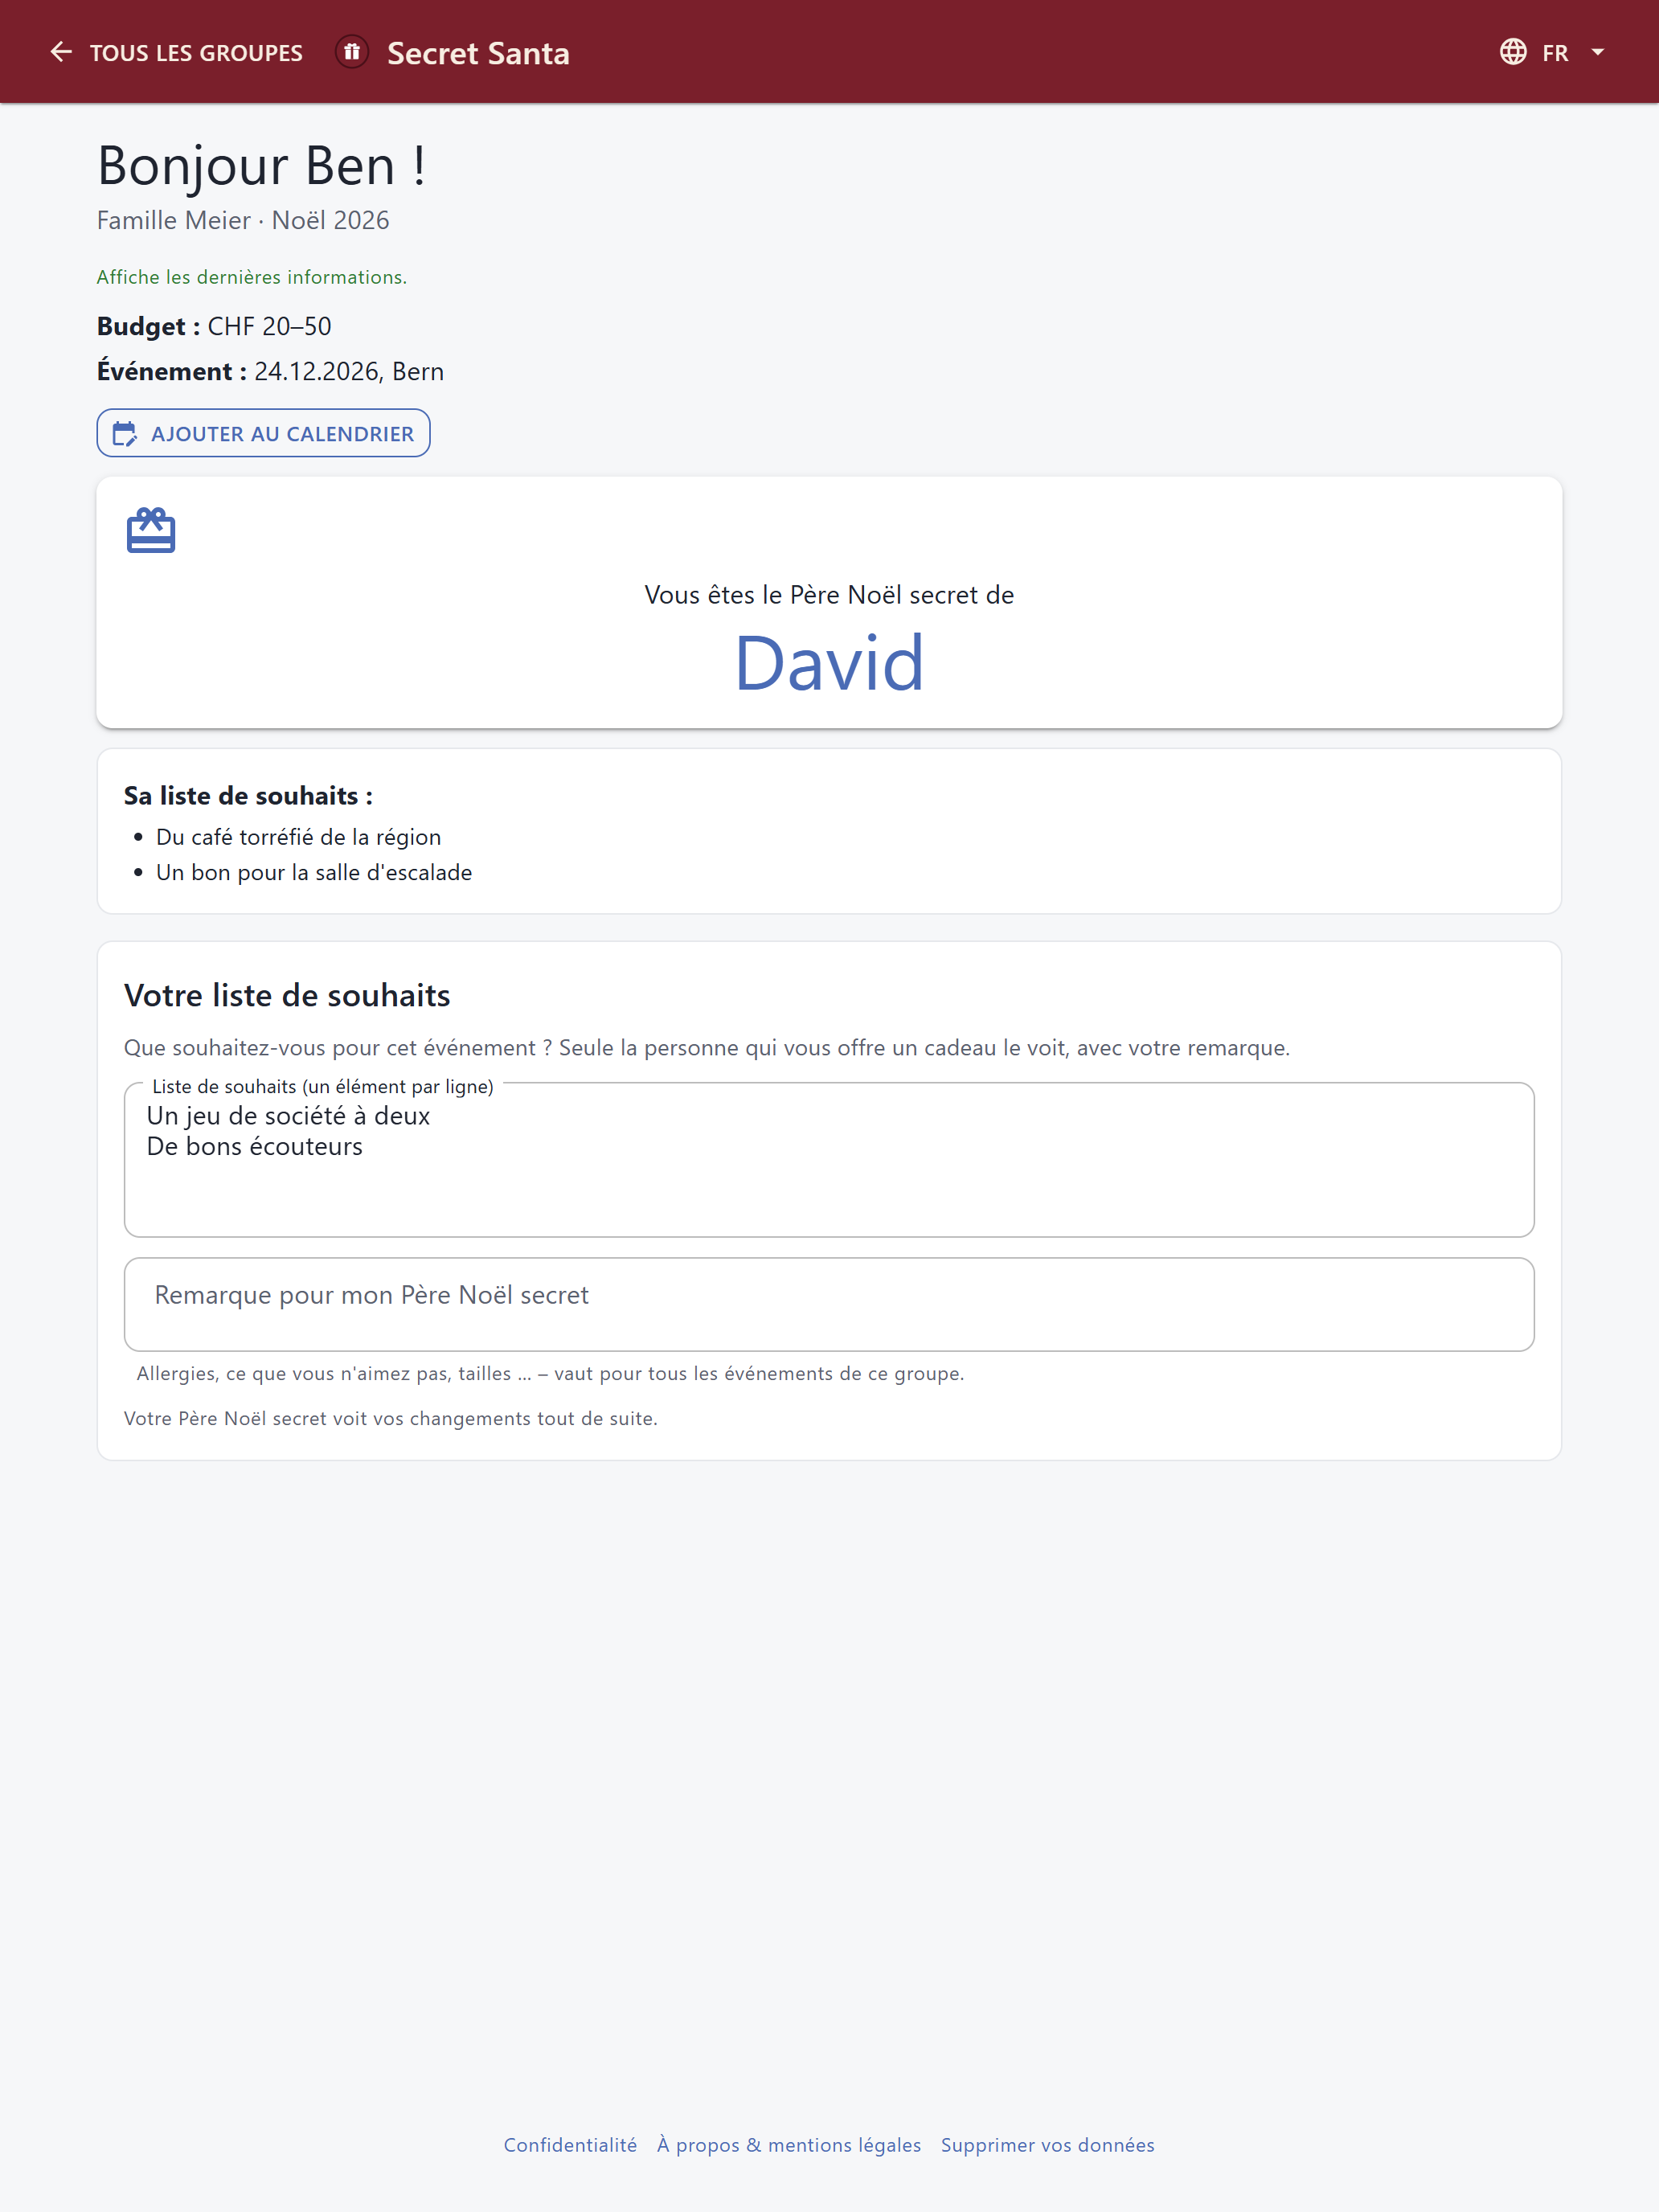 TOUS LES GROUPES
Secret Santa
FR
Bonjour Ben !
Famille Meier · Noël 2026
Affiche les dernières informations.
Budget : CHF 20–50
Événement : 24.12.2026, Bern
AJOUTER AU CALENDRIER
Vous êtes le Père Noël secret de
David
Sa liste de souhaits :
Du café torréfié de la région
Un bon pour la salle d'escalade
Votre liste de souhaits
Que souhaitez-vous pour cet événement ? Seule la personne qui vous offre un cadeau le voit, avec votre remarque.
Liste de souhaits (un élément par ligne)
Un jeu de société à deux
De bons écouteurs
Remarque pour mon Père Noël secret
Allergies, ce que vous n'aimez pas, tailles ... – vaut pour tous les événements de ce groupe.
Votre Père Noël secret voit vos changements tout de suite.
Confidentialité À propos & mentions légales Supprimer vos données